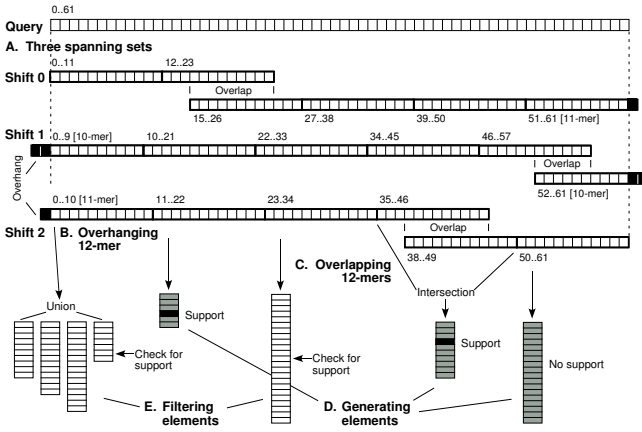 0..61
Query
A. Three spanning sets
0..11
12..23
Shift 0
Overlap
15..26
27..38
39..50
51..61 [11-mer]
Shift 1
0..9 [10-mer]
10..21
22..33
34..45
46..57
Overlap
Overhang
52..61 [10-mer]
0..10 [11-mer]
11..22
23.34
35..46
Shift 2
B. Overhanging
12-mer
Overlap
38..49
50..61
C. Overlapping
12-mers
Intersection
Union
Support
Support
Check for
support
Check for
support
No support
E. Filtering
elements
D. Generating
elements